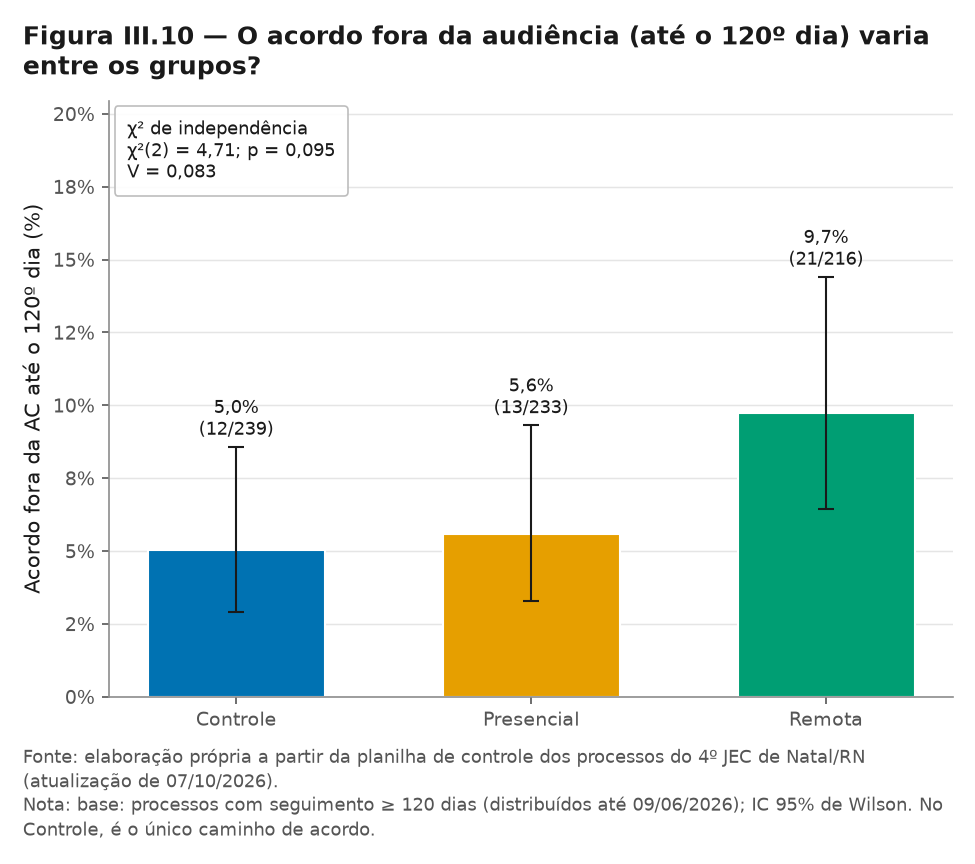 Figura III.10 — O acordo fora da audiência (até o 120º dia) varia
entre os grupos?
χ² de independência
χ²(2) = 4,71; p = 0,095
V = 0,083
Acordo fora da AC até o 120º dia (%)
20%
18%
15%
12%
10%
8%
5%
2%
0%
5,0%
(12/239)
5,6%
(13/233)
9,7%
(21/216)
Controle
Presencial
Remota
Fonte: elaboração própria a partir da planilha de controle dos processos do 4º JEC de Natal/RN
(atualização de 07/10/2026).
Nota: base: processos com seguimento ≥ 120 dias (distribuídos até 09/06/2026); IC 95% de Wilson. No
Controle, é o único caminho de acordo.